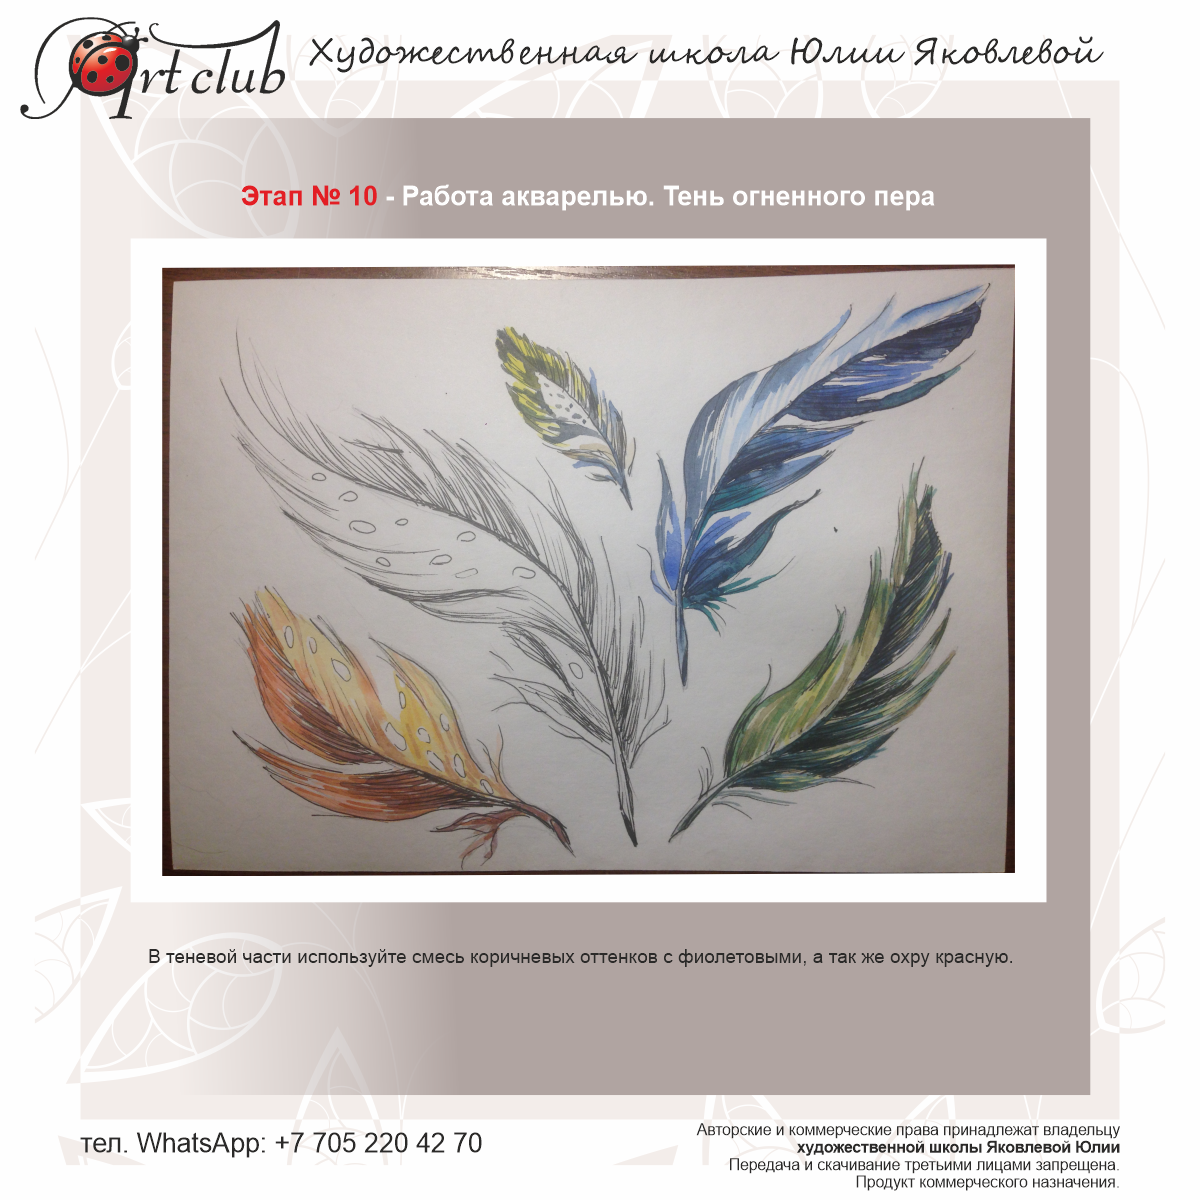 Art club
Художественная школа Юлии Яковлевой
Этап № 10 - Работа акварелью. Тень огненного пера
В теневой части используйте смесь коричневых оттенков с фиолетовыми, а так же охру красную.
тел. WhatsApp: +7 705 220 42 70
Авторские и коммерческие права принадлежат владельцу
художественной школы Яковлевой Юлии
Передача и скачивание третьими лицами запрещена.
Продукт коммерческого назначения.